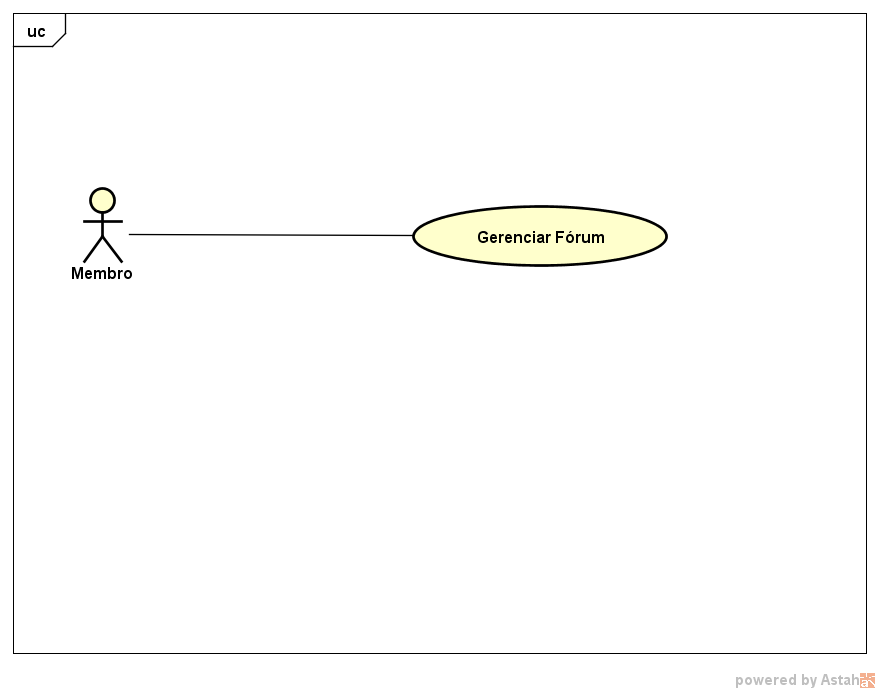 uc
Gerenciar Fórum
Membro
powered by Astah